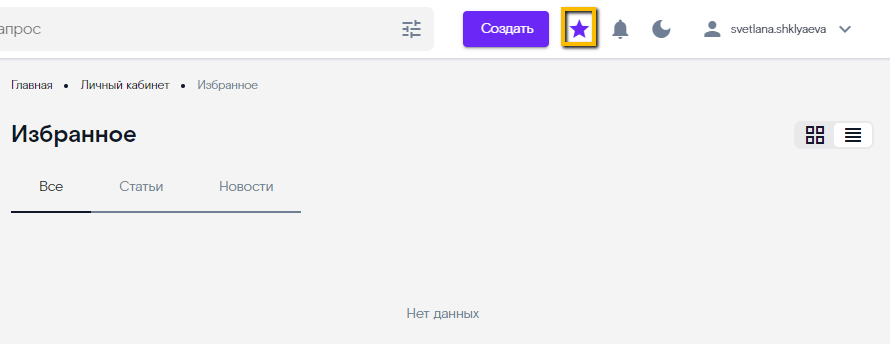 апрос Создать svetlana.shklyaeva
Главная • Личный кабинет • Избранное
Избранное
Все Статьи Новости
Нет данных